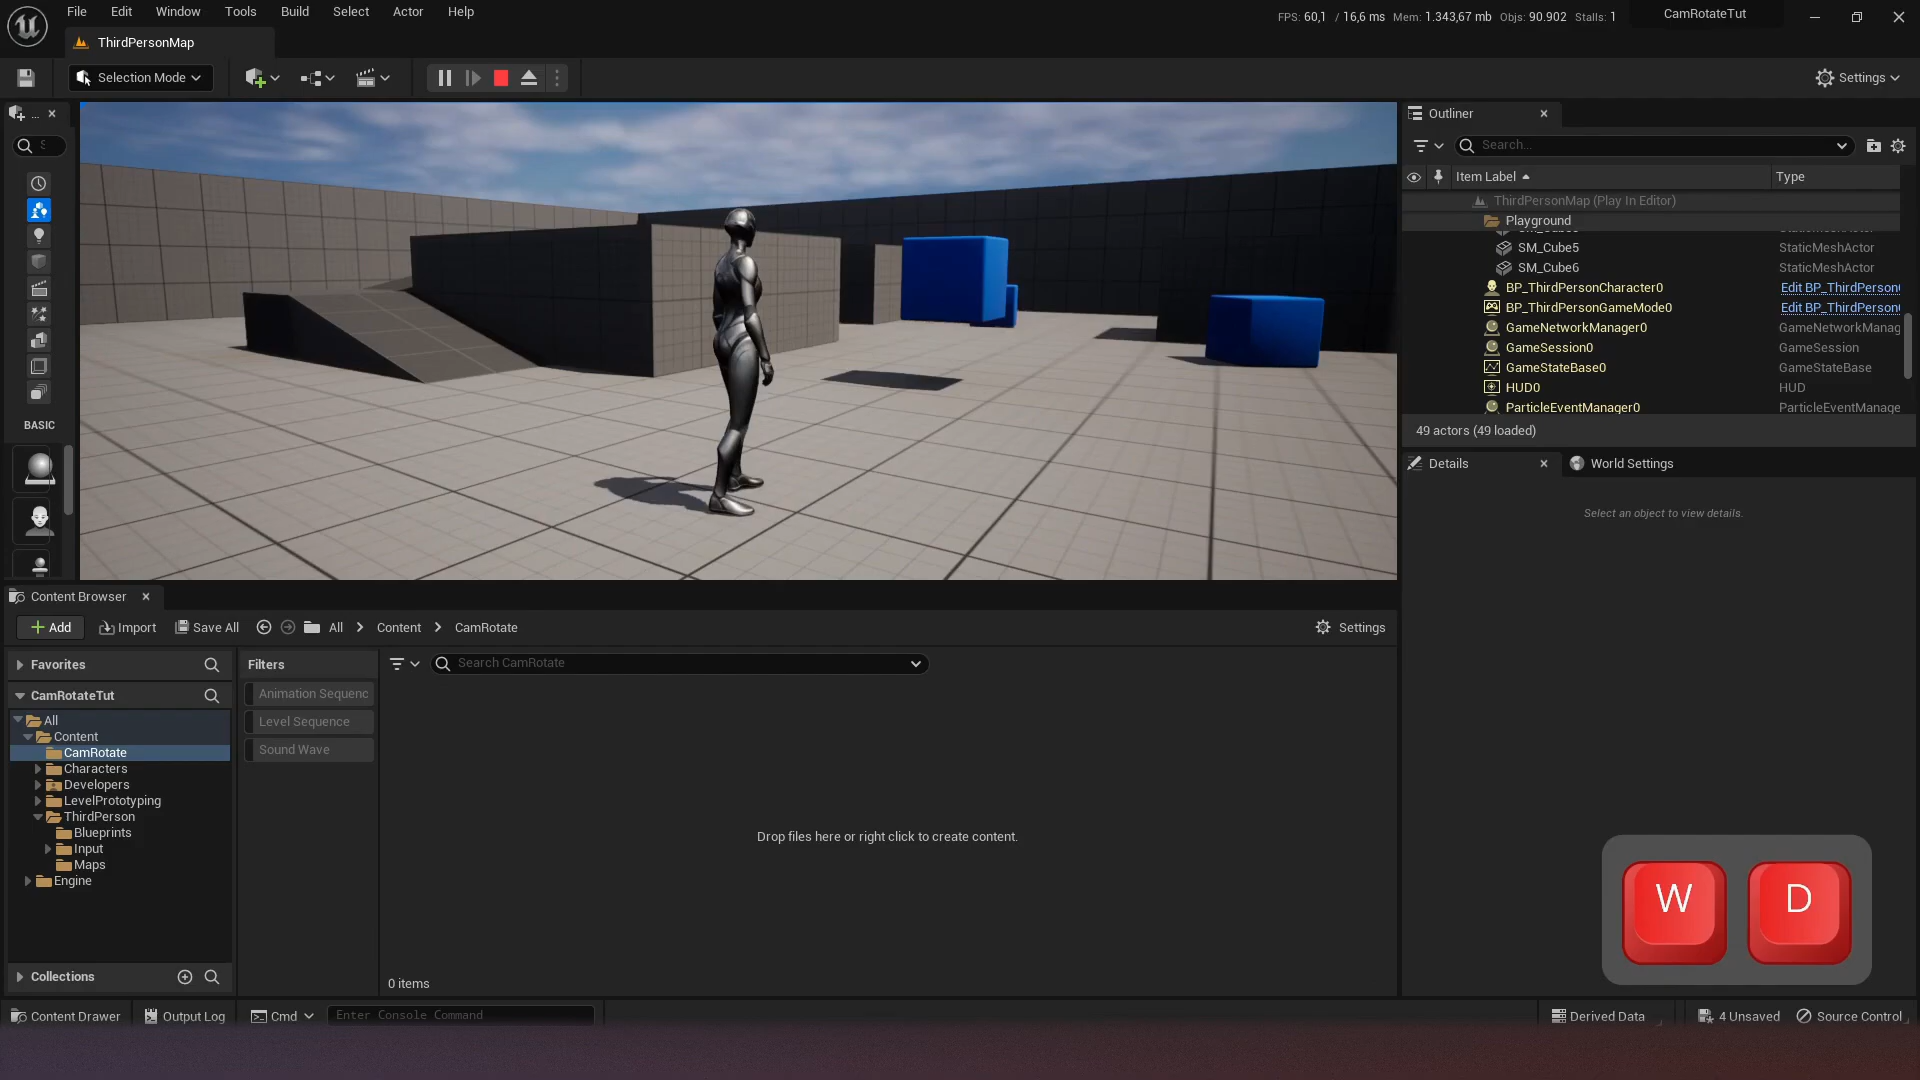 File Edit Window Tools Build Select Actor Help
FPS: 60,1 / 16,6 ms Mem: 1.343,67 mb Objs: 90.902 Stalls: 1
CamRotateTut
ThirdPersonMap
Selection Mode
Settings
...
S
BASIC
Outliner
Search...
Item Label Type
ThirdPersonMap (Play In Editor)
Playground
SM_Cube5 StaticMeshActor
SM_Cube6 StaticMeshActor
BP_ThirdPersonCharacter0 Edit BP_ThirdPerson
BP_ThirdPersonGameMode0 Edit BP_ThirdPerson
GameNetworkManager0 GameNetworkManag
GameSession0 GameSession
GameStateBase0 GameStateBase
HUD0 HUD
ParticleEventManager0 ParticleEventManage
49 actors (49 loaded)
Details World Settings
Select an object to view details.
Content Browser
Add Import Save All All Content CamRotate Settings
Favorites
CamRotateTut
All
Content
CamRotate
Characters
Developers
LevelPrototyping
ThirdPerson
Blueprints
Input
Maps
Engine
Collections
Filters
Animation Sequenc
Level Sequence
Sound Wave
Search CamRotate
Drop files here or right click to create content.
0 items
W D
Content Drawer Output Log Cmd Enter Console Command Derived Data 4 Unsaved Source Control